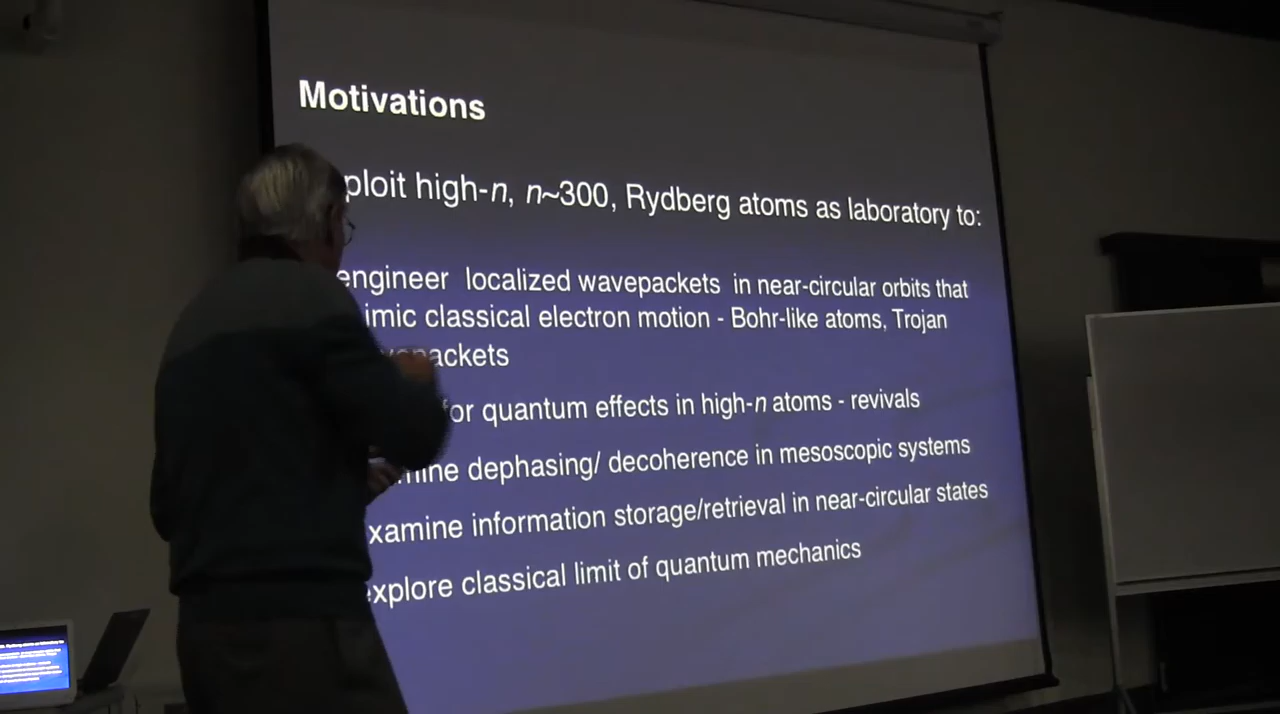 Motivations
ploit high-n, n~300, Rydberg atoms as laboratory to:
engineer localized wavepackets in near-circular orbits that
imic classical electron motion - Bohr-like atoms, Trojan
packets
for quantum effects in high-n atoms - revivals
mine dephasing/ decoherence in mesoscopic systems
xamine information storage/retrieval in near-circular states
explore classical limit of quantum mechanics